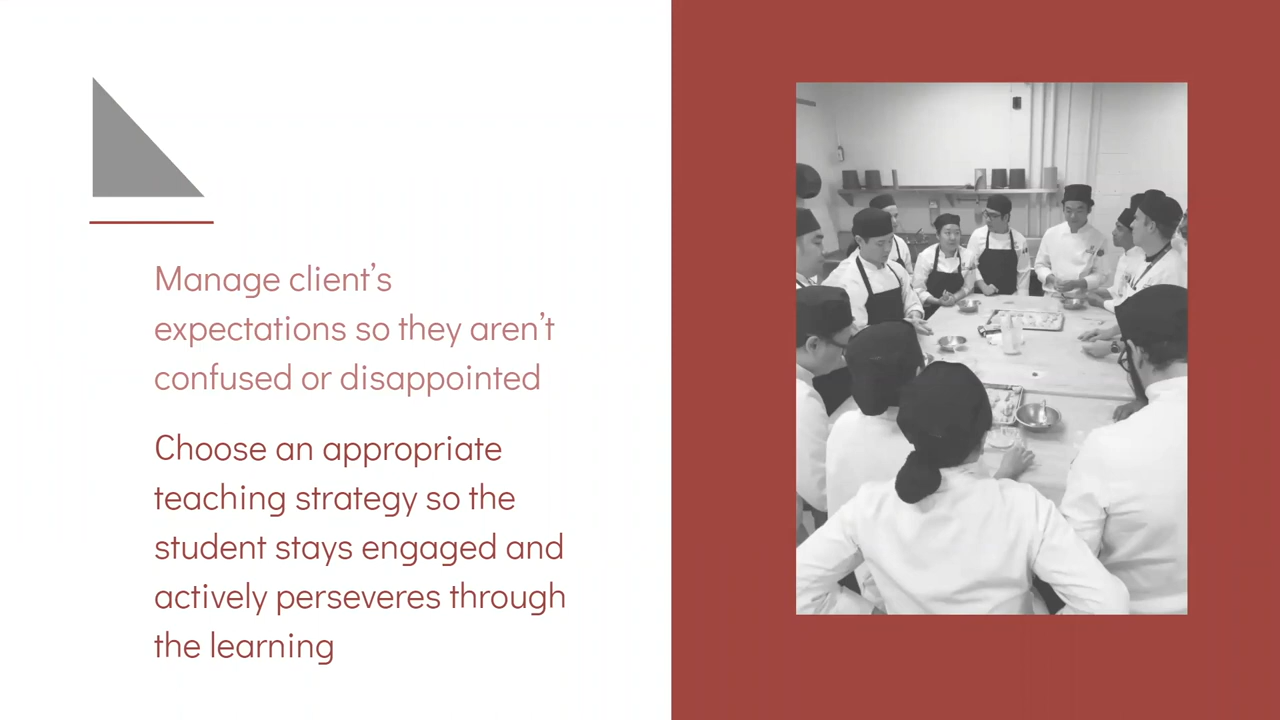 Manage client’s
expectations so they aren’t
confused or disappointed
Choose an appropriate
teaching strategy so the
student stays engaged and
actively perseveres through
the learning